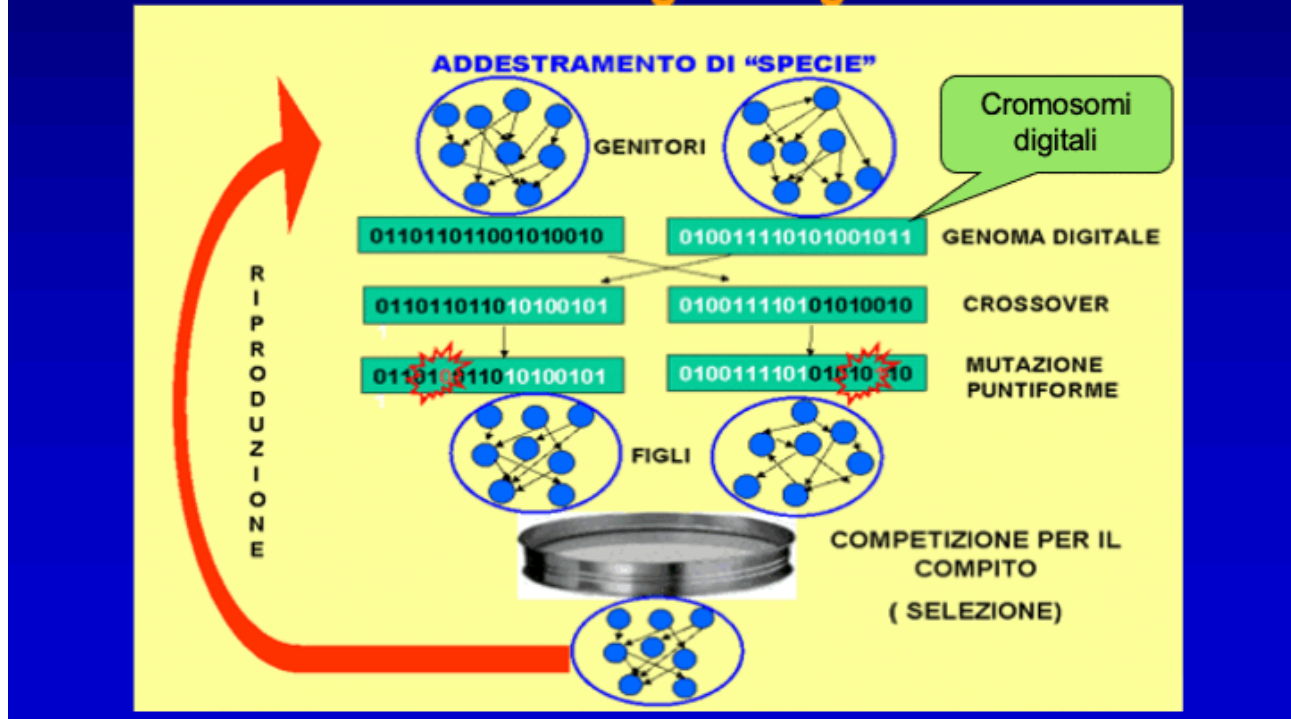 ADDESTRAMENTO DI “SPECIE”
Cromosomi
digitali
GENITORI
011011011001010010
010011110101001011
GENOMA DIGITALE
011011011010100101
010011110101010010
CROSSOVER
010011110101010
MUTAZIONE
PUNTIFORME
FIGLI
RIPRODUZIONE
COMPETIZIONE PER IL
COMPITO
( SELEZIONE)